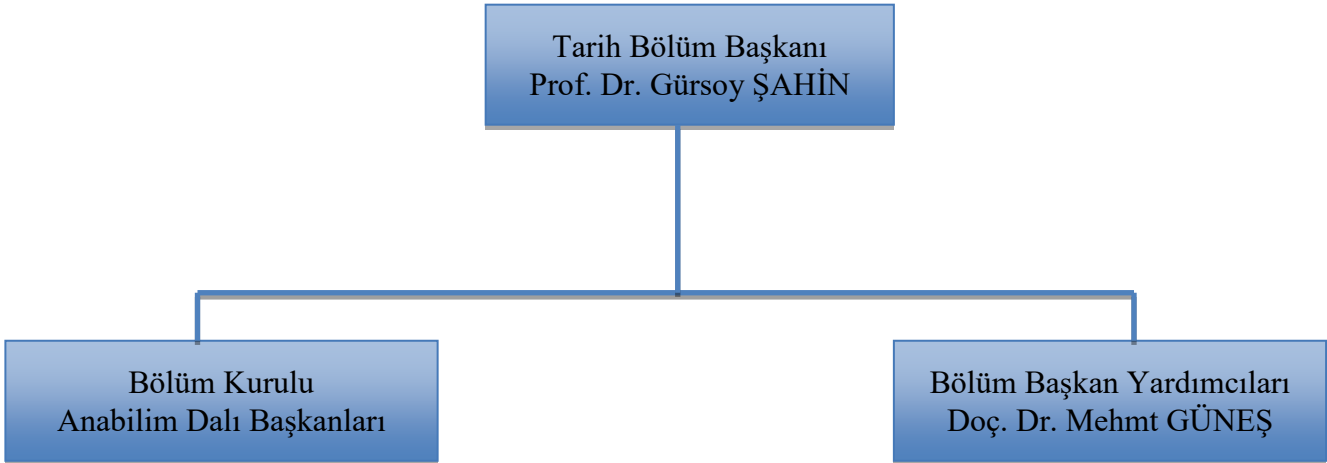 Tarih Bölüm Başkanı
Prof. Dr. Gürsoy ŞAHİN
Bölüm Kurulu
Anabilim Dalı Başkanları
Bölüm Başkan Yardımcıları
Doç. Dr. Mehmt GÜNEŞ